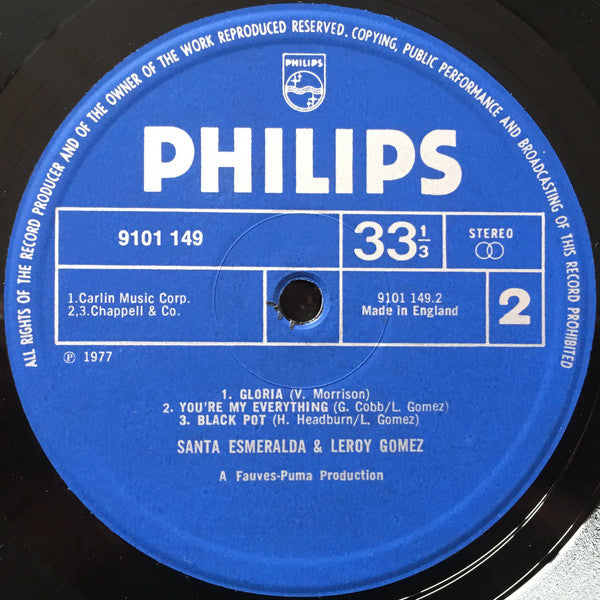 ALL RIGHTS OF THE RECORD PRODUCER AND OF THE OWNER OF THE WORK REPRODUCED RESERVED. COPYING, PUBLIC PERFORMANCE AND BROADCASTING OF THIS RECORD PROHIBITED
PHILIPS
PHILIPS
9101 149
33 1/3
STEREO
1.Carlin Music Corp.
2,3.Chappell & Co.
9101 149.2
Made in England
2
Ⓟ 1977
1. GLORIA (V. Morrison)
2. YOU'RE MY EVERYTHING (G. Cobb/L. Gomez)
3. BLACK POT (H. Headburn/L. Gomez)
SANTA ESMERALDA & LEROY GOMEZ
A Fauves-Puma Production